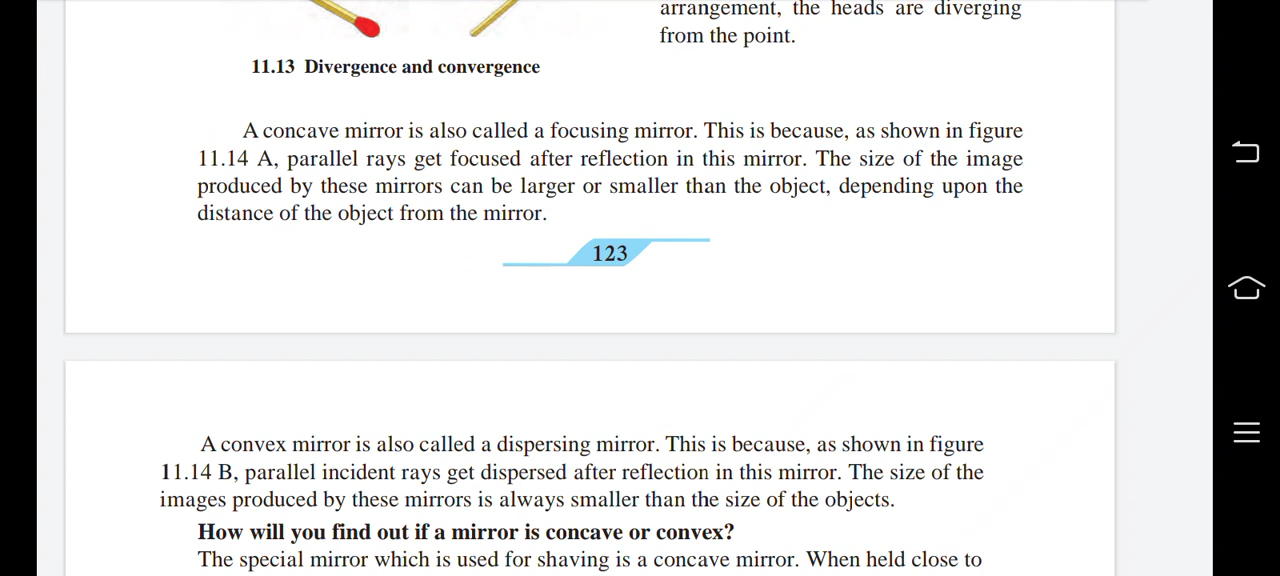 arrangement, the heads are diverging
from the point.
11.13 Divergence and convergence
A concave mirror is also called a focusing mirror. This is because, as shown in figure
11.14 A, parallel rays get focused after reflection in this mirror. The size of the image
produced by these mirrors can be larger or smaller than the object, depending upon the
distance of the object from the mirror.
123
A convex mirror is also called a dispersing mirror. This is because, as shown in figure
11.14 B, parallel incident rays get dispersed after reflection in this mirror. The size of the
images produced by these mirrors is always smaller than the size of the objects.
How will you find out if a mirror is concave or convex?
The special mirror which is used for shaving is a concave mirror. When held close to